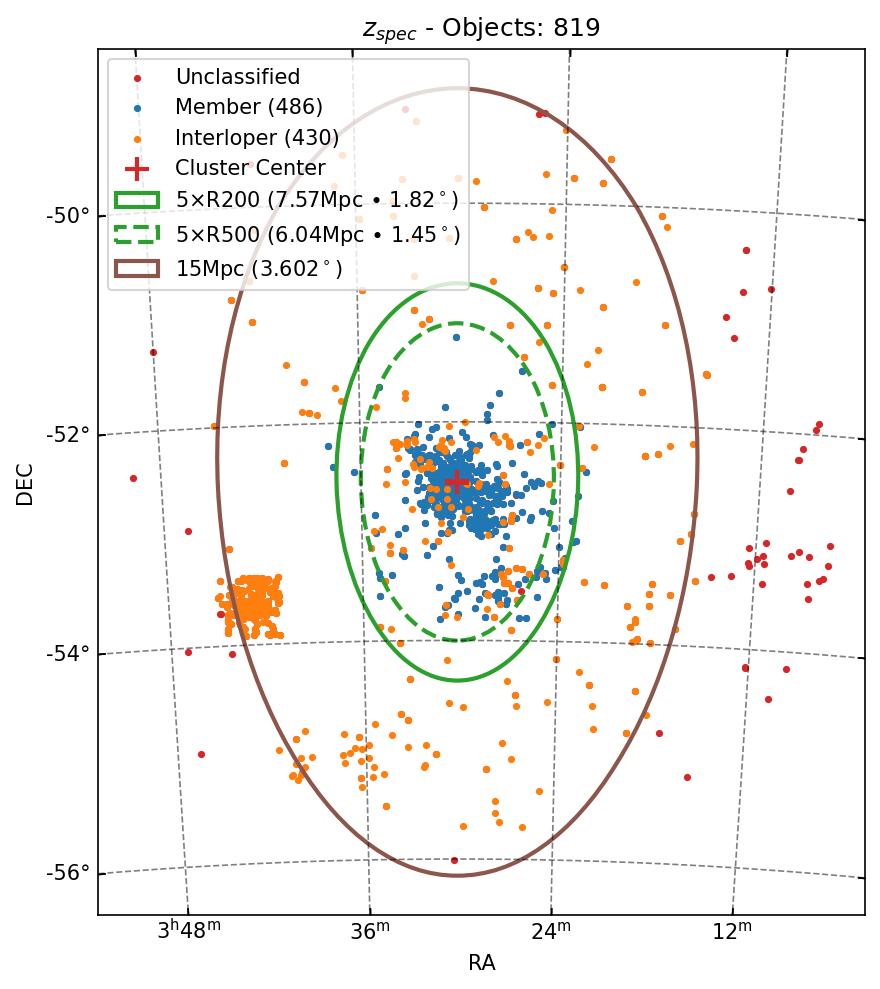 z_spec - Objects: 819
Unclassified
Member (486)
Interloper (430)
Cluster Center
5×R200 (7.57Mpc • 1.82°)
5×R500 (6.04Mpc • 1.45°)
15Mpc (3.602°)
-50°
-52°
-54°
-56°
DEC
3ʰ48ᵐ 36ᵐ 24ᵐ 12ᵐ
RA